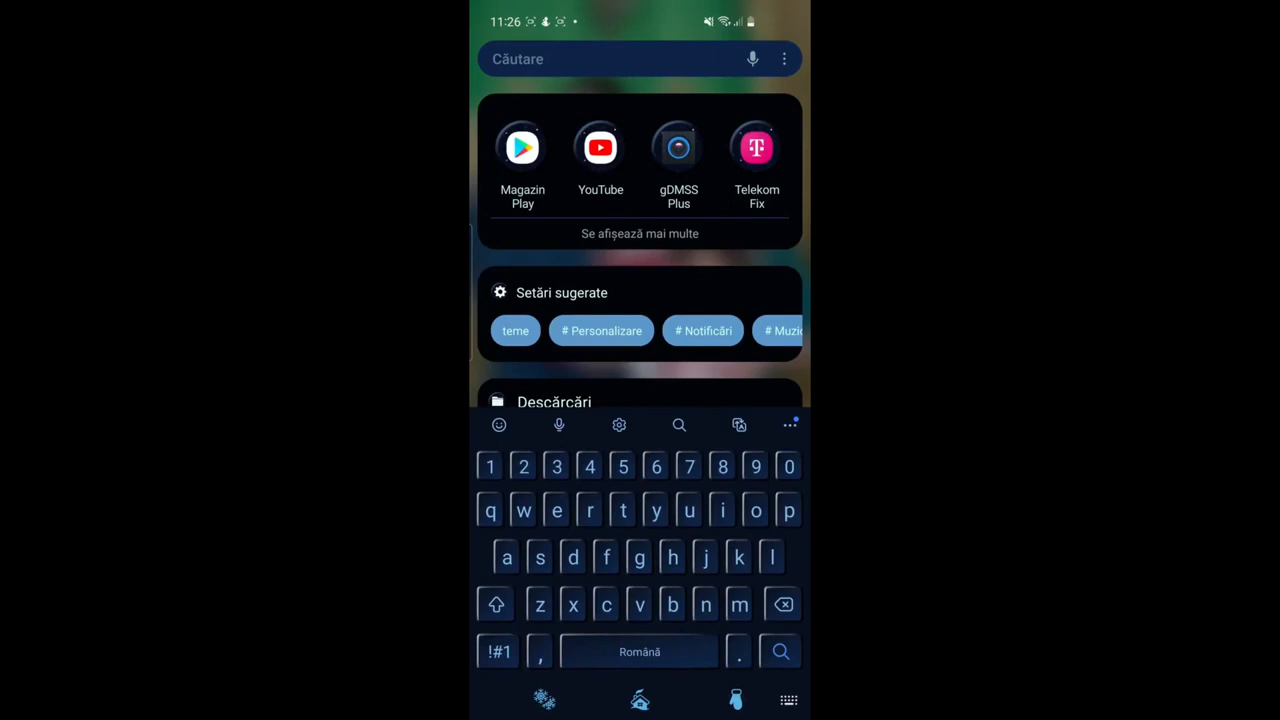 11:26
Căutare
Magazin Play
YouTube
gDMSS Plus
Telekom Fix
Se afișează mai multe
Setări sugerate
teme
# Personalizare
# Notificări
# Muzic
Descărcări
1 2 3 4 5 6 7 8 9 0
q w e r t y u i o p
a s d f g h j k l
z x c v b n m
!#1 , Română .